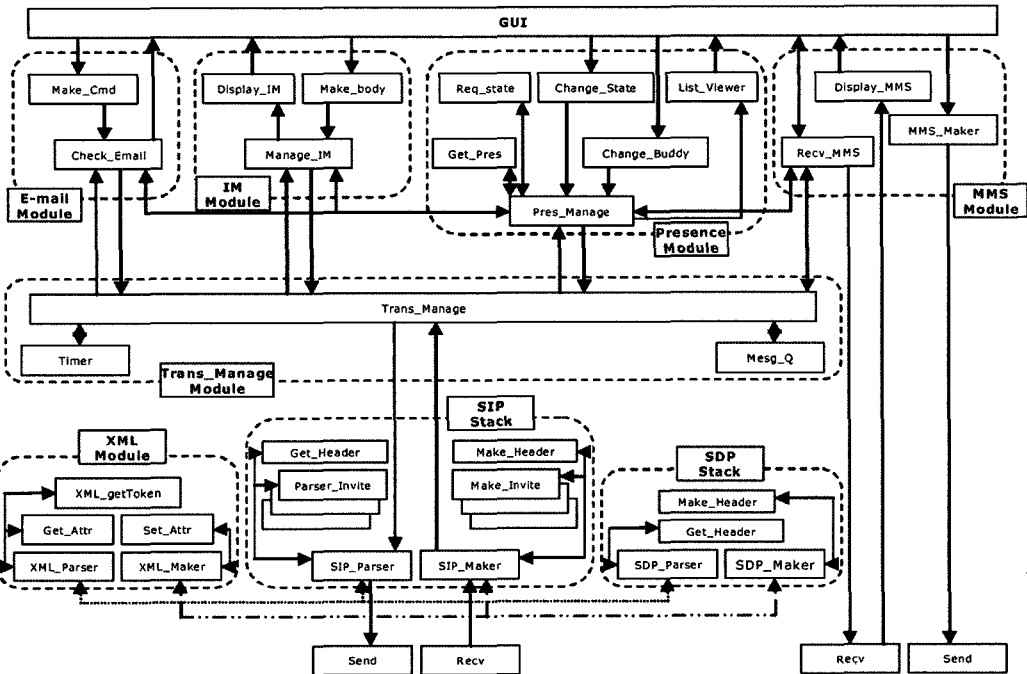 GUI
Make_Cmd
Display_IM
Make_body
Req_state
Change_State
List_Viewer
Display_MMS
MMS_Maker
Check_Email
Manage_IM
Get_Pres
Change_Buddy
Recv_MMS
E-mail
Module
IM
Module
Pres_Manage
Presence
Module
MMS
Module
Trans_Manage
Timer
Mesg_Q
Trans_Manage
Module
XML
Module
SIP
Stack
SDP
Stack
Get_Header
Make_Header
XML_getToken
Parser_Invite
Make_Invite
Make_Header
Get_Attr
Set_Attr
Get_Header
XML_Parser
XML_Maker
SIP_Parser
SIP_Maker
SDP_Parser
SDP_Maker
Send
Recv
Recv
Send